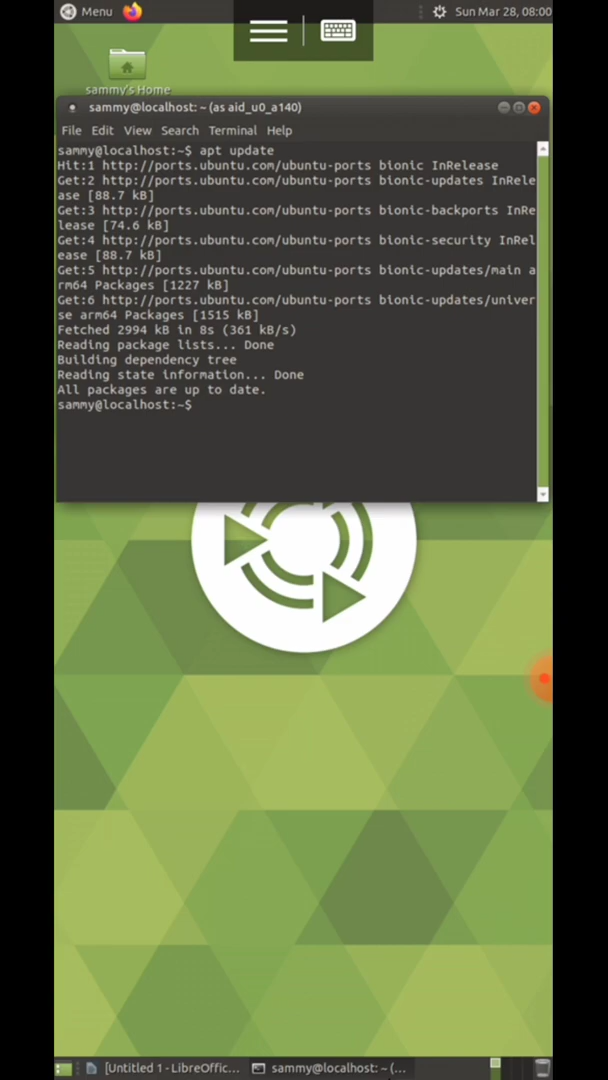 Menu
Sun Mar 28, 08:00
sammy's Home
sammy@localhost: ~ (as aid_u0_a140)
File Edit View Search Terminal Help
sammy@localhost:~$ apt update
Hit:1 http://ports.ubuntu.com/ubuntu-ports bionic InRelease
Get:2 http://ports.ubuntu.com/ubuntu-ports bionic-updates InRele
ase [88.7 kB]
Get:3 http://ports.ubuntu.com/ubuntu-ports bionic-backports InRe
lease [74.6 kB]
Get:4 http://ports.ubuntu.com/ubuntu-ports bionic-security InRel
ease [88.7 kB]
Get:5 http://ports.ubuntu.com/ubuntu-ports bionic-updates/main a
rm64 Packages [1227 kB]
Get:6 http://ports.ubuntu.com/ubuntu-ports bionic-updates/univer
se arm64 Packages [1515 kB]
Fetched 2994 kB in 8s (361 kB/s)
Reading package lists... Done
Building dependency tree
Reading state information... Done
All packages are up to date.
sammy@localhost:~$
[Untitled 1 - LibreOffic...
sammy@localhost: ~ (...